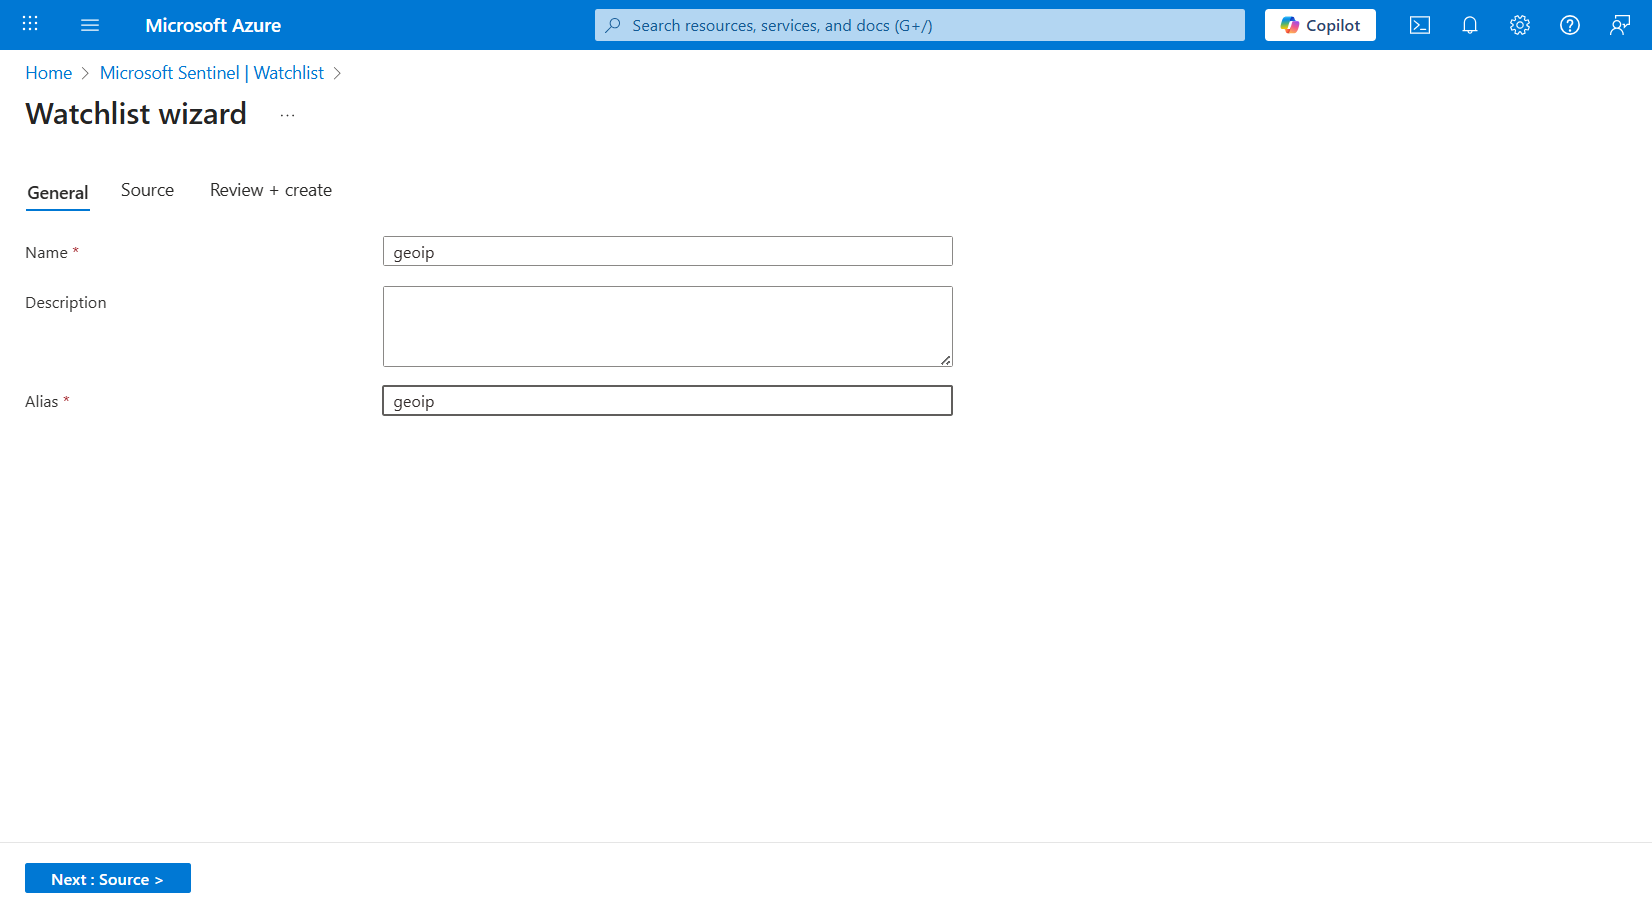 Microsoft Azure
Search resources, services, and docs (G+/)
Copilot
Home > Microsoft Sentinel | Watchlist >
Watchlist wizard ...
General
Source
Review + create
Name *
geoip
Description
Alias *
geoip
Next : Source >